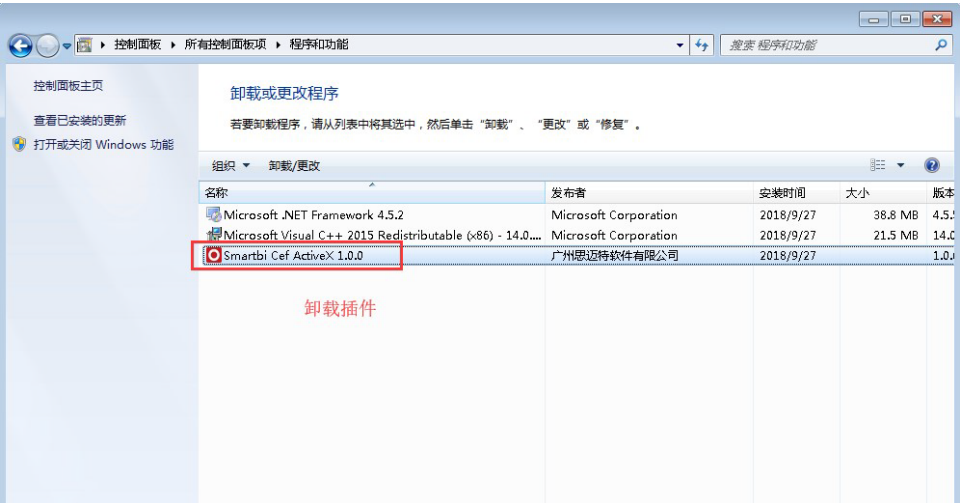 控制面板 ▸ 所有控制面板项 ▸ 程序和功能
搜索 程序和功能
控制面板主页
查看已安装的更新
打开或关闭 Windows 功能
卸载或更改程序
若要卸载程序，请从列表中将其选中，然后单击“卸载”、“更改”或“修复”。
组织 卸载/更改
名称 发布者 安装时间 大小 版本
Microsoft .NET Framework 4.5.2 Microsoft Corporation 2018/9/27 38.8 MB 4.5.
Microsoft Visual C++ 2015 Redistributable (x86) - 14.0.... Microsoft Corporation 2018/9/27 21.5 MB 14.0
Smartbi Cef ActiveX 1.0.0 广州思迈特软件有限公司 2018/9/27 1.0.
卸载插件